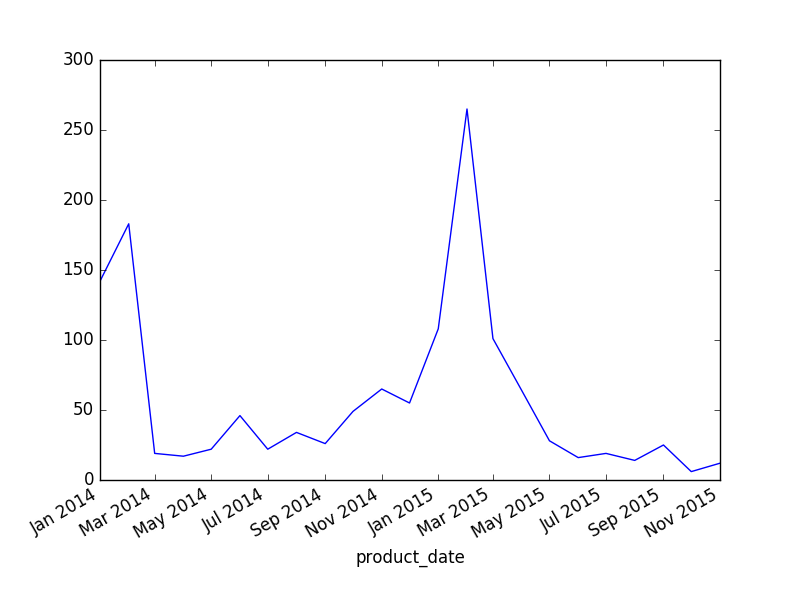 300
250
200
150
100
50
0
Jan 2014
Mar 2014
May 2014
Jul 2014
Sep 2014
Nov 2014
Jan 2015
Mar 2015
May 2015
Jul 2015
Sep 2015
Nov 2015
product_date